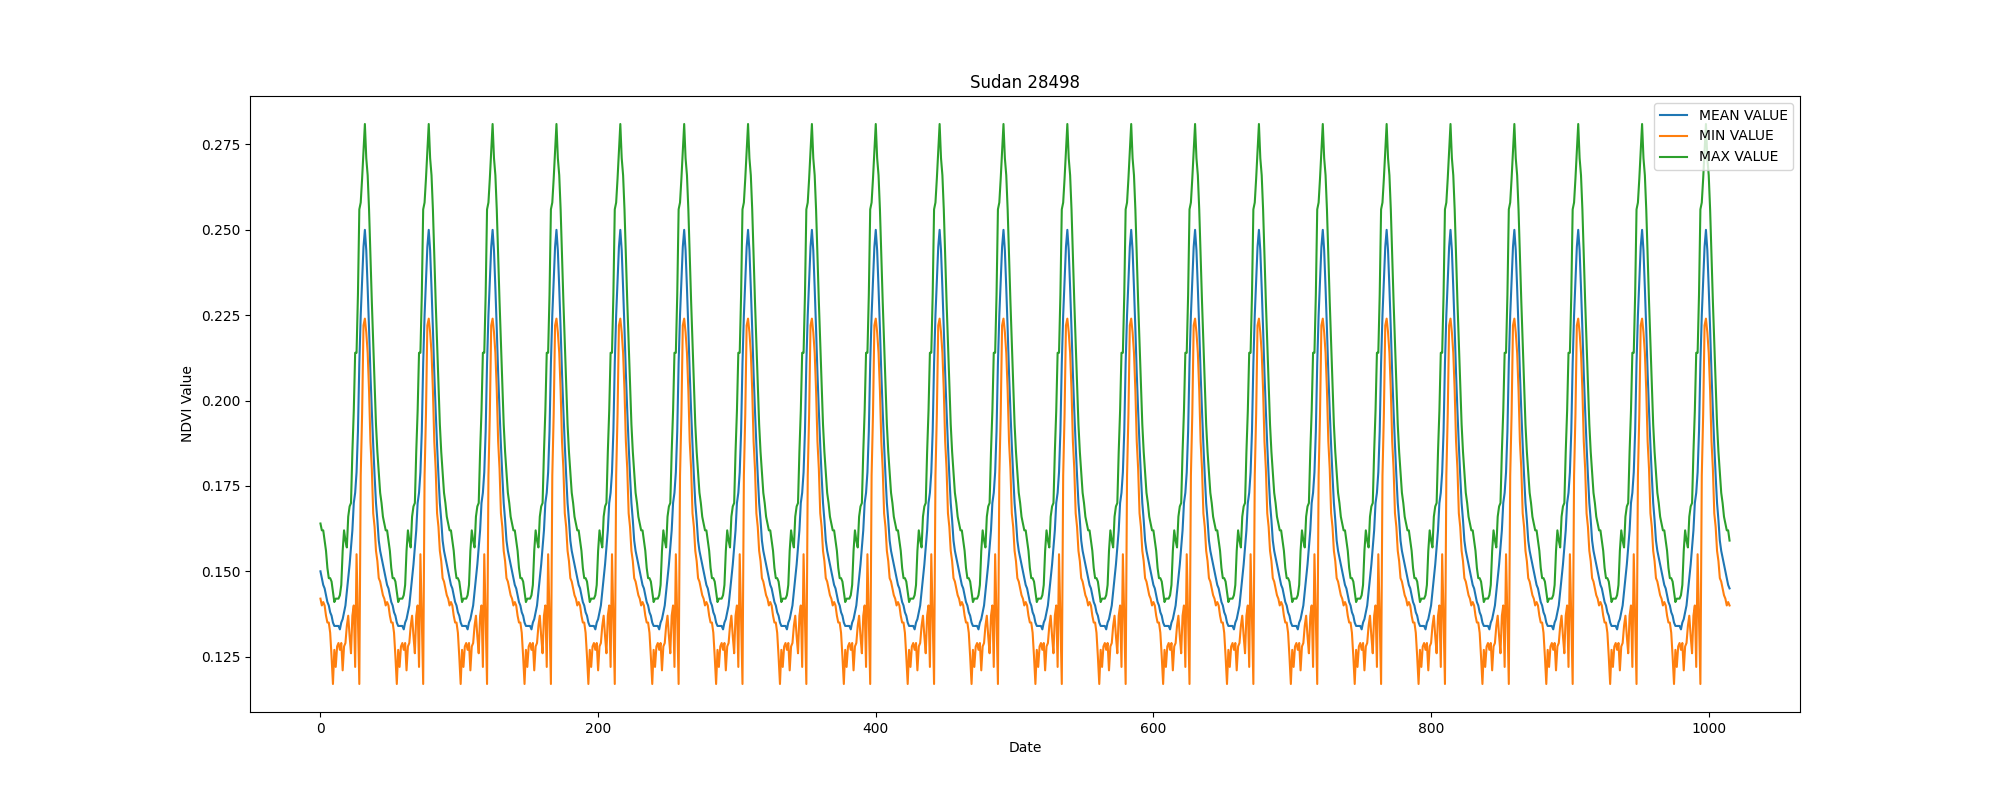 Sudan 28498
MEAN VALUE
MIN VALUE
MAX VALUE
0.275
0.250
0.225
0.200
0.175
0.150
0.125
NDVI Value
0 200 400 600 800 1000
Date